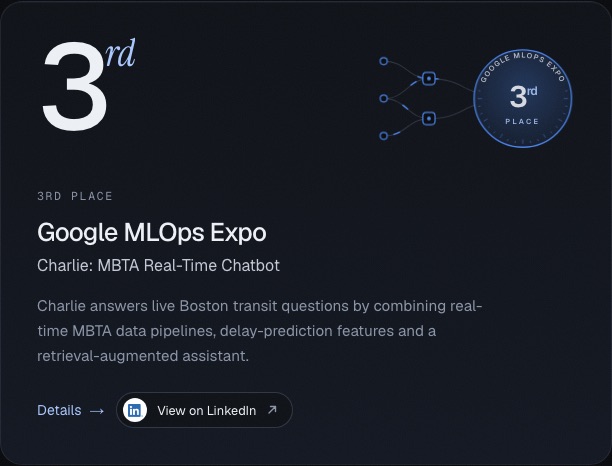 3rd
GOOGLE MLOPS EXPO
3rd
PLACE
3RD PLACE
Google MLOps Expo
Charlie: MBTA Real-Time Chatbot
Charlie answers live Boston transit questions by combining real-
time MBTA data pipelines, delay-prediction features and a
retrieval-augmented assistant.
Details → in View on LinkedIn ↗